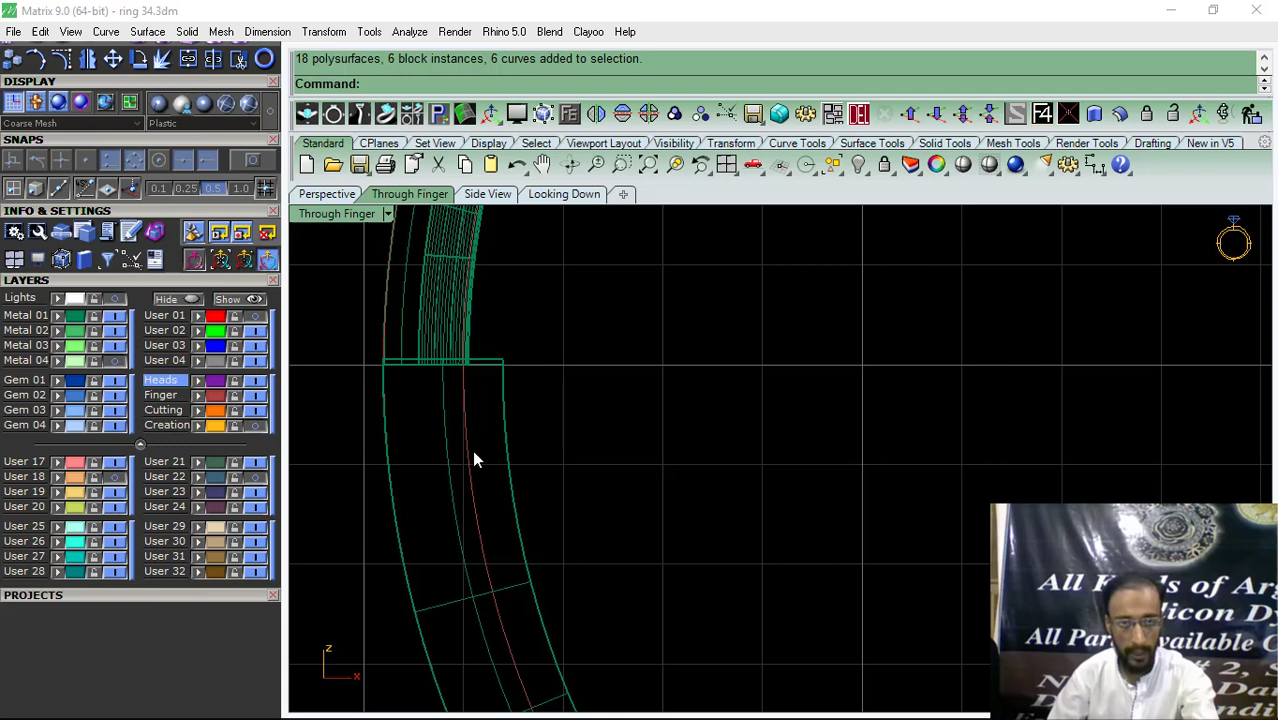 Matrix 9.0 (64-bit) - ring 34.3dm
File Edit View Curve Surface Solid Mesh Dimension Transform Tools Analyze Render Rhino 5.0 Blend Clayoo Help
18 polysurfaces, 6 block instances, 6 curves added to selection.
Command:
DISPLAY
Coarse Mesh Plastic
SNAPS
0.1 0.25 0.5 1.0
INFO & SETTINGS
LAYERS
Lights Hide Show
Metal 01 User 01
Metal 02 User 02
Metal 03 User 03
Metal 04 User 04
Gem 01 Heads
Gem 02 Finger
Gem 03 Cutting
Gem 04 Creation
User 17 User 21
User 18 User 22
User 19 User 23
User 20 User 24
User 25 User 29
User 26 User 30
User 27 User 31
User 28 User 32
PROJECTS
F4
Standard CPlanes Set View Display Select Viewport Layout Visibility Transform Curve Tools Surface Tools Solid Tools Mesh Tools Render Tools Drafting New in V5
Perspective Through Finger Side View Looking Down
Through Finger
z
x
All Kinds of
All Par